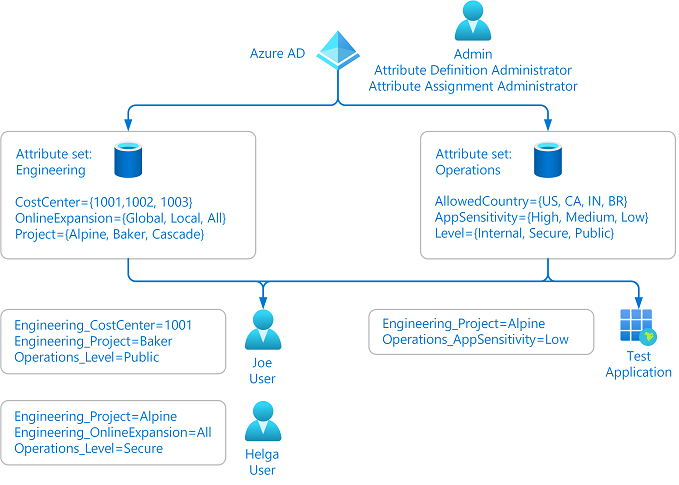 Azure AD
Admin
Attribute Definition Administrator
Attribute Assignment Administrator
Attribute set:
Engineering
CostCenter={1001,1002, 1003}
OnlineExpansion={Global, Local, All}
Project={Alpine, Baker, Cascade}
Attribute set:
Operations
AllowedCountry={US, CA, IN, BR}
AppSensitivity={High, Medium, Low}
Level={Internal, Secure, Public}
Engineering_CostCenter=1001
Engineering_Project=Baker
Operations_Level=Public
Joe
User
Engineering_Project=Alpine
Operations_AppSensitivity=Low
Test
Application
Engineering_Project=Alpine
Engineering_OnlineExpansion=All
Operations_Level=Secure
Helga
User